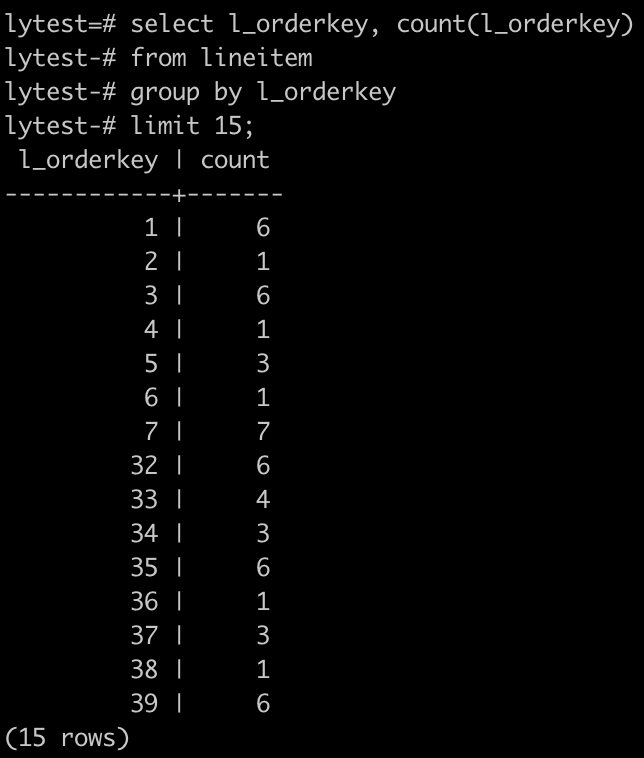 lytest=# select l_orderkey, count(l_orderkey)
lytest-# from lineitem
lytest-# group by l_orderkey
lytest-# limit 15;
 l_orderkey | count
------------+-------
          1 |     6
          2 |     1
          3 |     6
          4 |     1
          5 |     3
          6 |     1
          7 |     7
         32 |     6
         33 |     4
         34 |     3
         35 |     6
         36 |     1
         37 |     3
         38 |     1
         39 |     6
(15 rows)